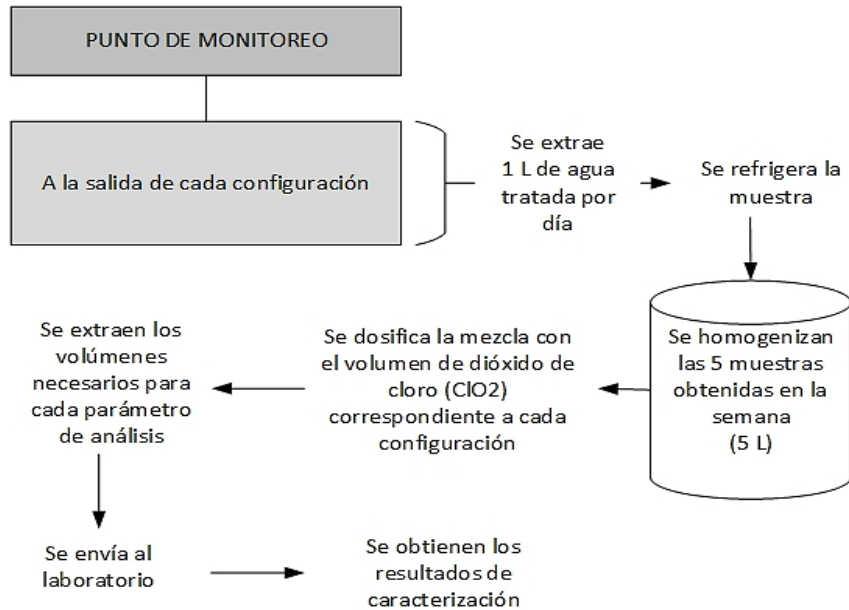 PUNTO DE MONITOREO
A la salida de cada configuración
Se extrae
1 L de agua
tratada por
día
Se refrigera la
muestra
Se homogenizan
las 5 muestras
obtenidas en la
semana
(5 L)
Se dosifica la mezcla con
el volumen de dióxido de
cloro (ClO2)
correspondiente a cada
configuración
Se extraen los
volúmenes
necesarios para
cada parámetro
de análisis
Se envía al
laboratorio
Se obtienen los
resultados de
caracterización